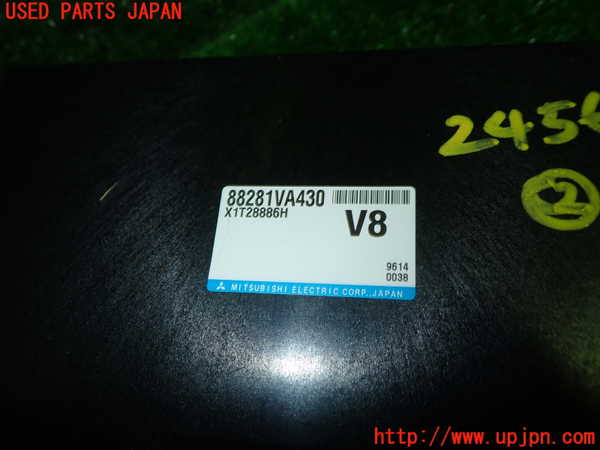 USED PARTS JAPAN
245
②
88281VA430
X1T28886H
V8
9614
0038
MITSUBISHI ELECTRIC CORP., JAPAN
http://www.upjpn.com/